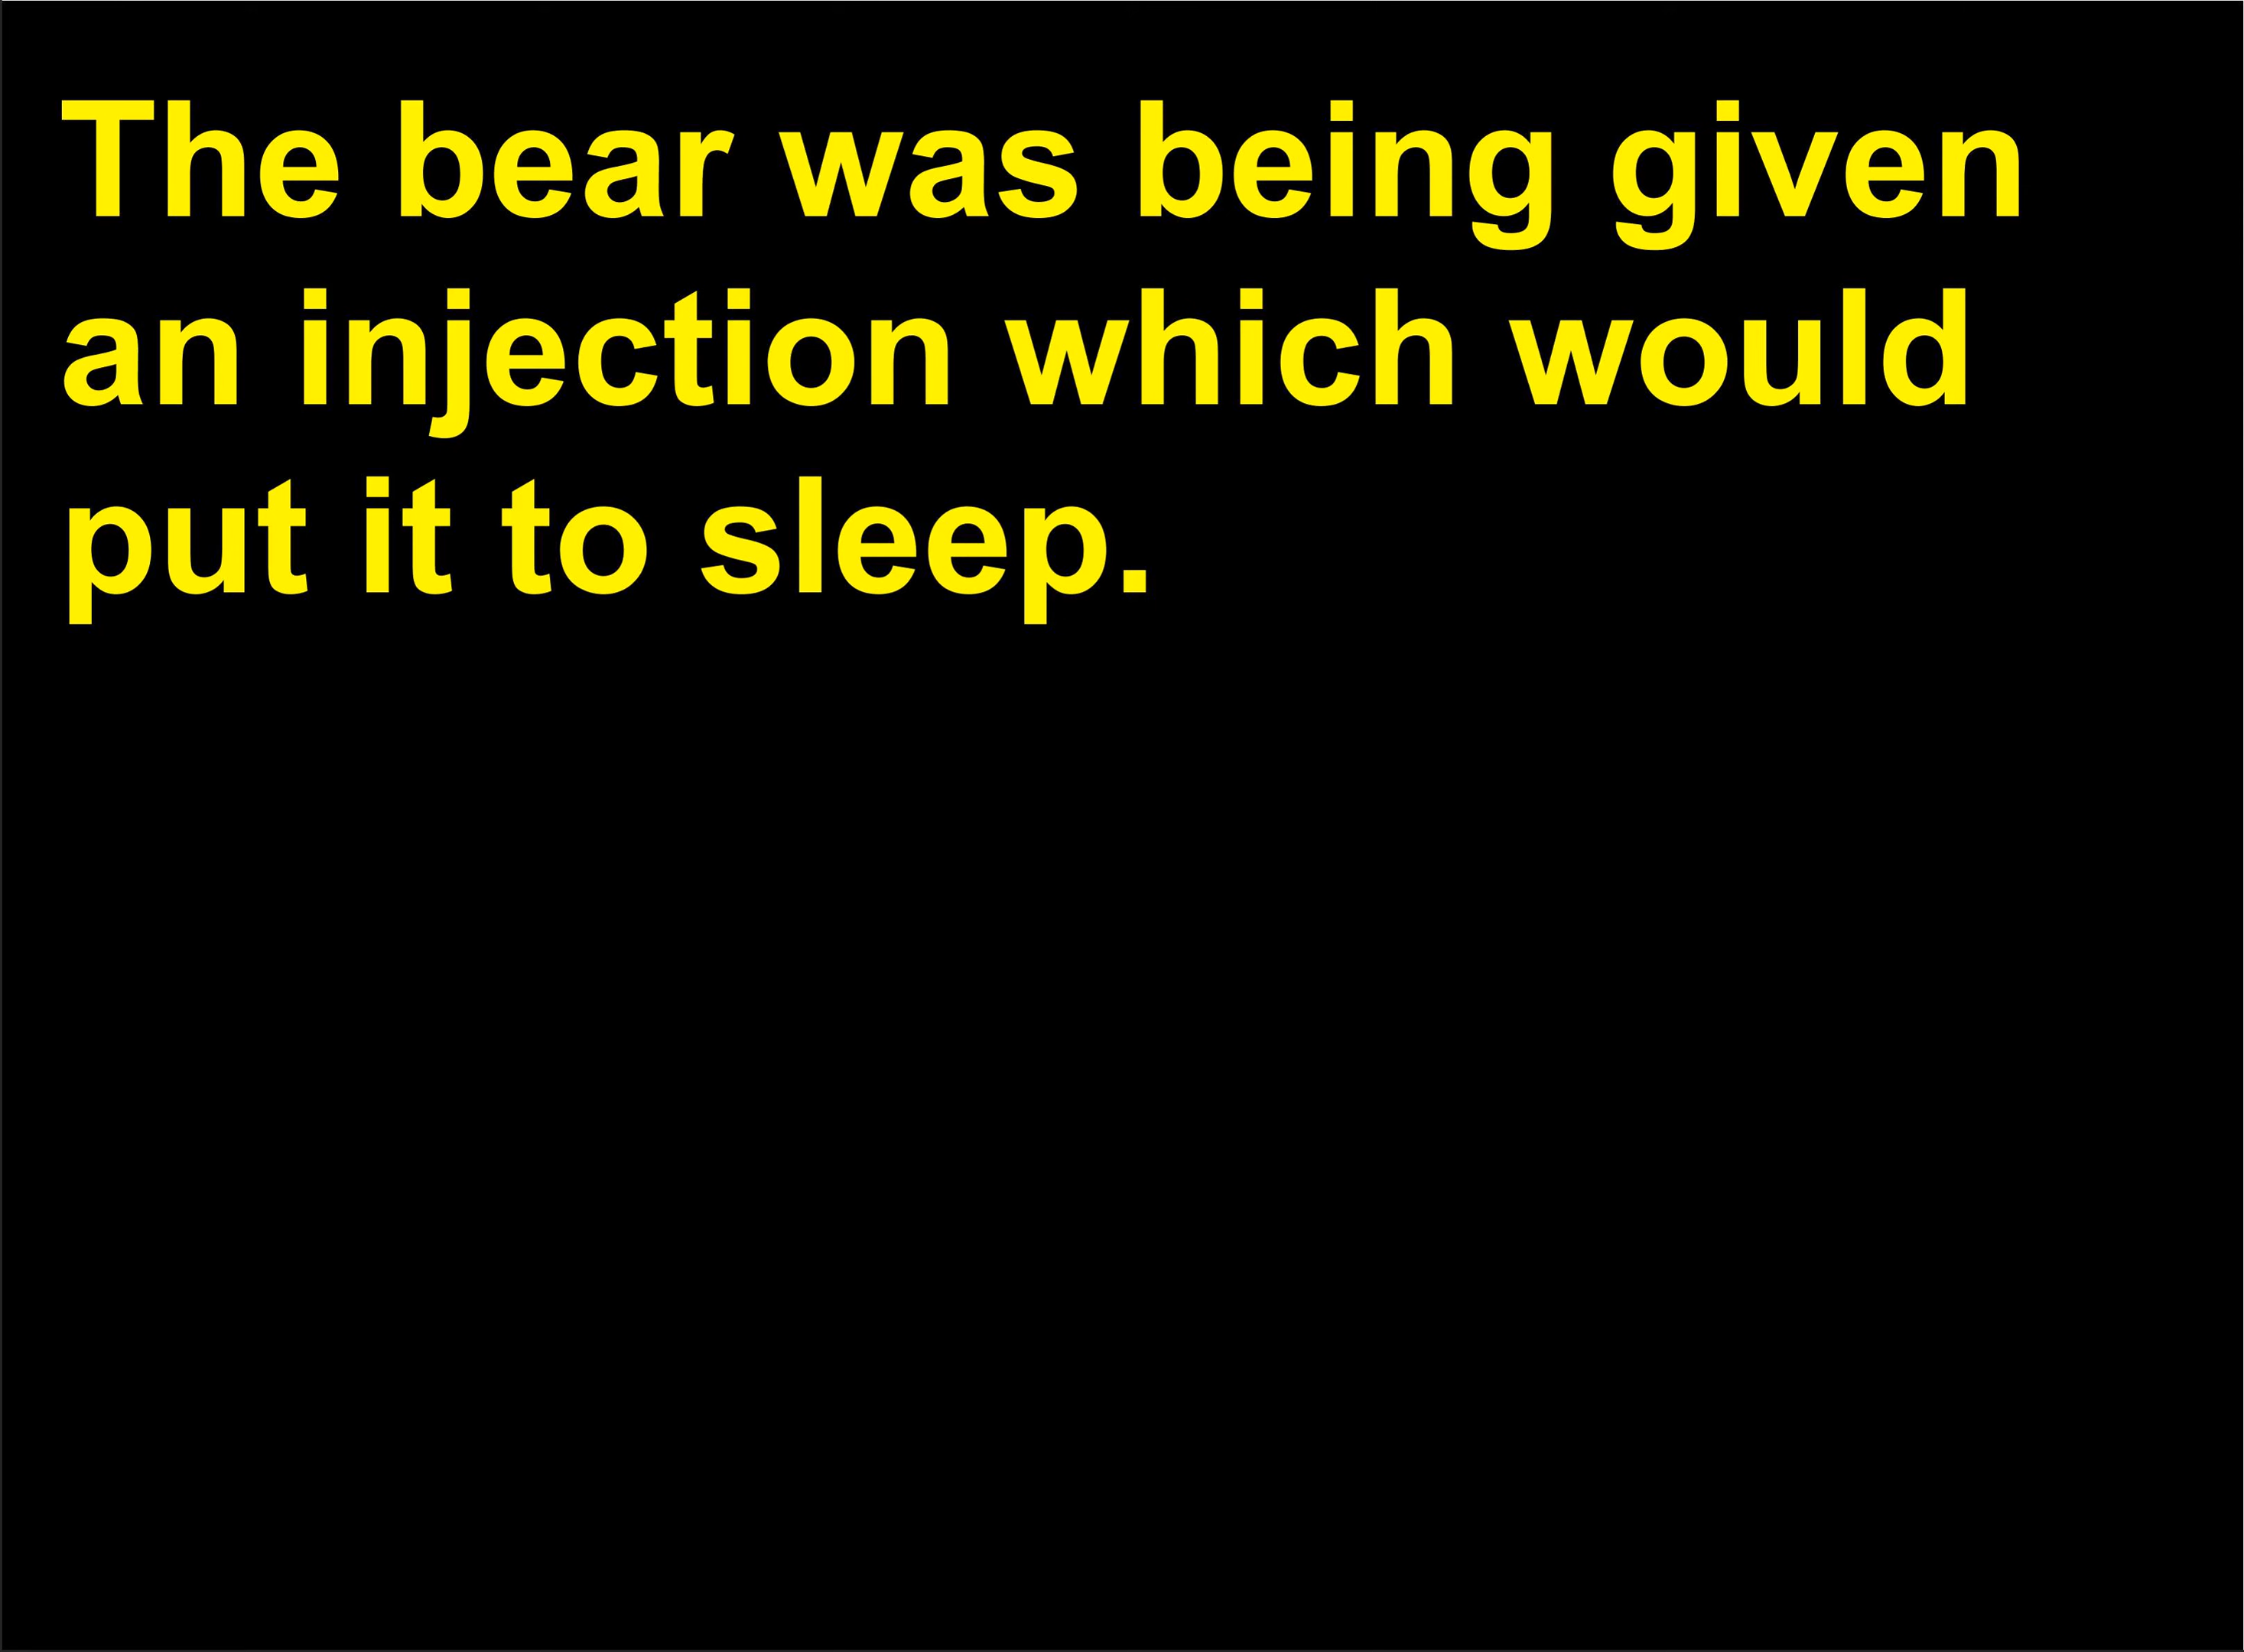 The bear was being given
an injection which would
put it to sleep.